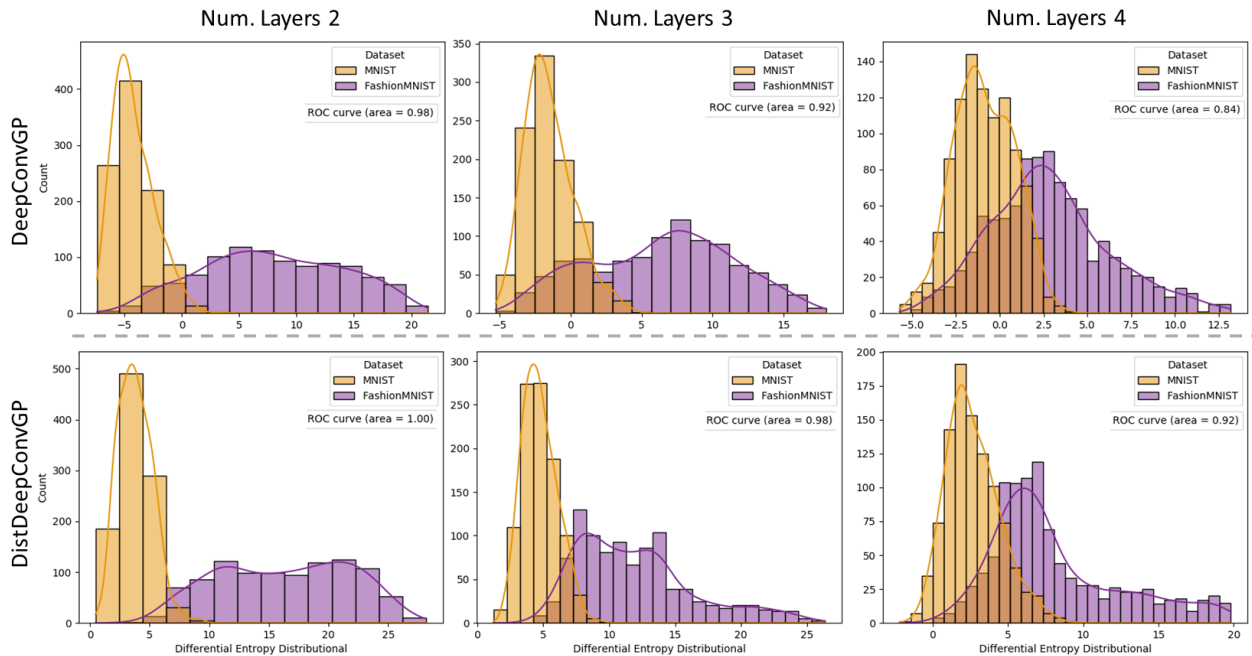 Num. Layers 2
Num. Layers 3
Num. Layers 4
DeepConvGP
Count
400
300
200
100
0
−5
0
5
10
15
20
Dataset
MNIST
FashionMNIST
ROC curve (area = 0.98)
350
300
250
200
150
100
50
0
−5
0
5
10
15
Dataset
MNIST
FashionMNIST
ROC curve (area = 0.92)
140
120
100
80
60
40
20
0
−5.0
−2.5
0.0
2.5
5.0
7.5
10.0
12.5
Dataset
MNIST
FashionMNIST
ROC curve (area = 0.84)
DistDeepConvGP
Count
500
400
300
200
100
0
0
5
10
15
20
25
Differential Entropy Distributional
Dataset
MNIST
FashionMNIST
ROC curve (area = 1.00)
300
250
200
150
100
50
0
0
5
10
15
20
25
Differential Entropy Distributional
Dataset
MNIST
FashionMNIST
ROC curve (area = 0.98)
200
175
150
125
100
75
50
25
0
0
5
10
15
20
Differential Entropy Distributional
Dataset
MNIST
FashionMNIST
ROC curve (area = 0.92)